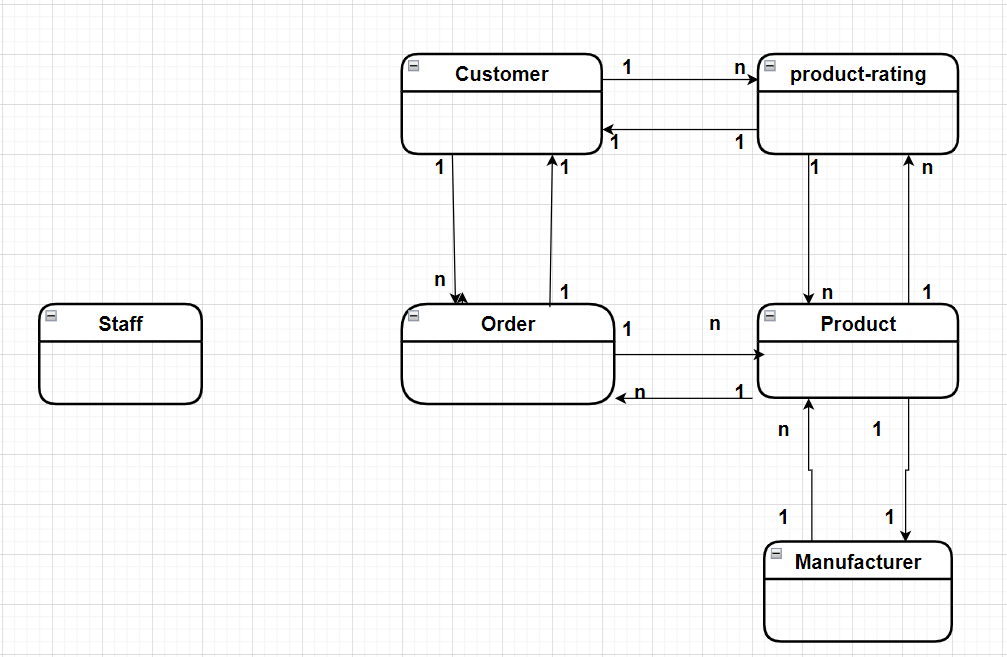 Customer
1
n
product-rating
1
1
1
1
1
n
n
1
n
1
Staff
Order
1
n
Product
n
1
n
1
1
1
Manufacturer